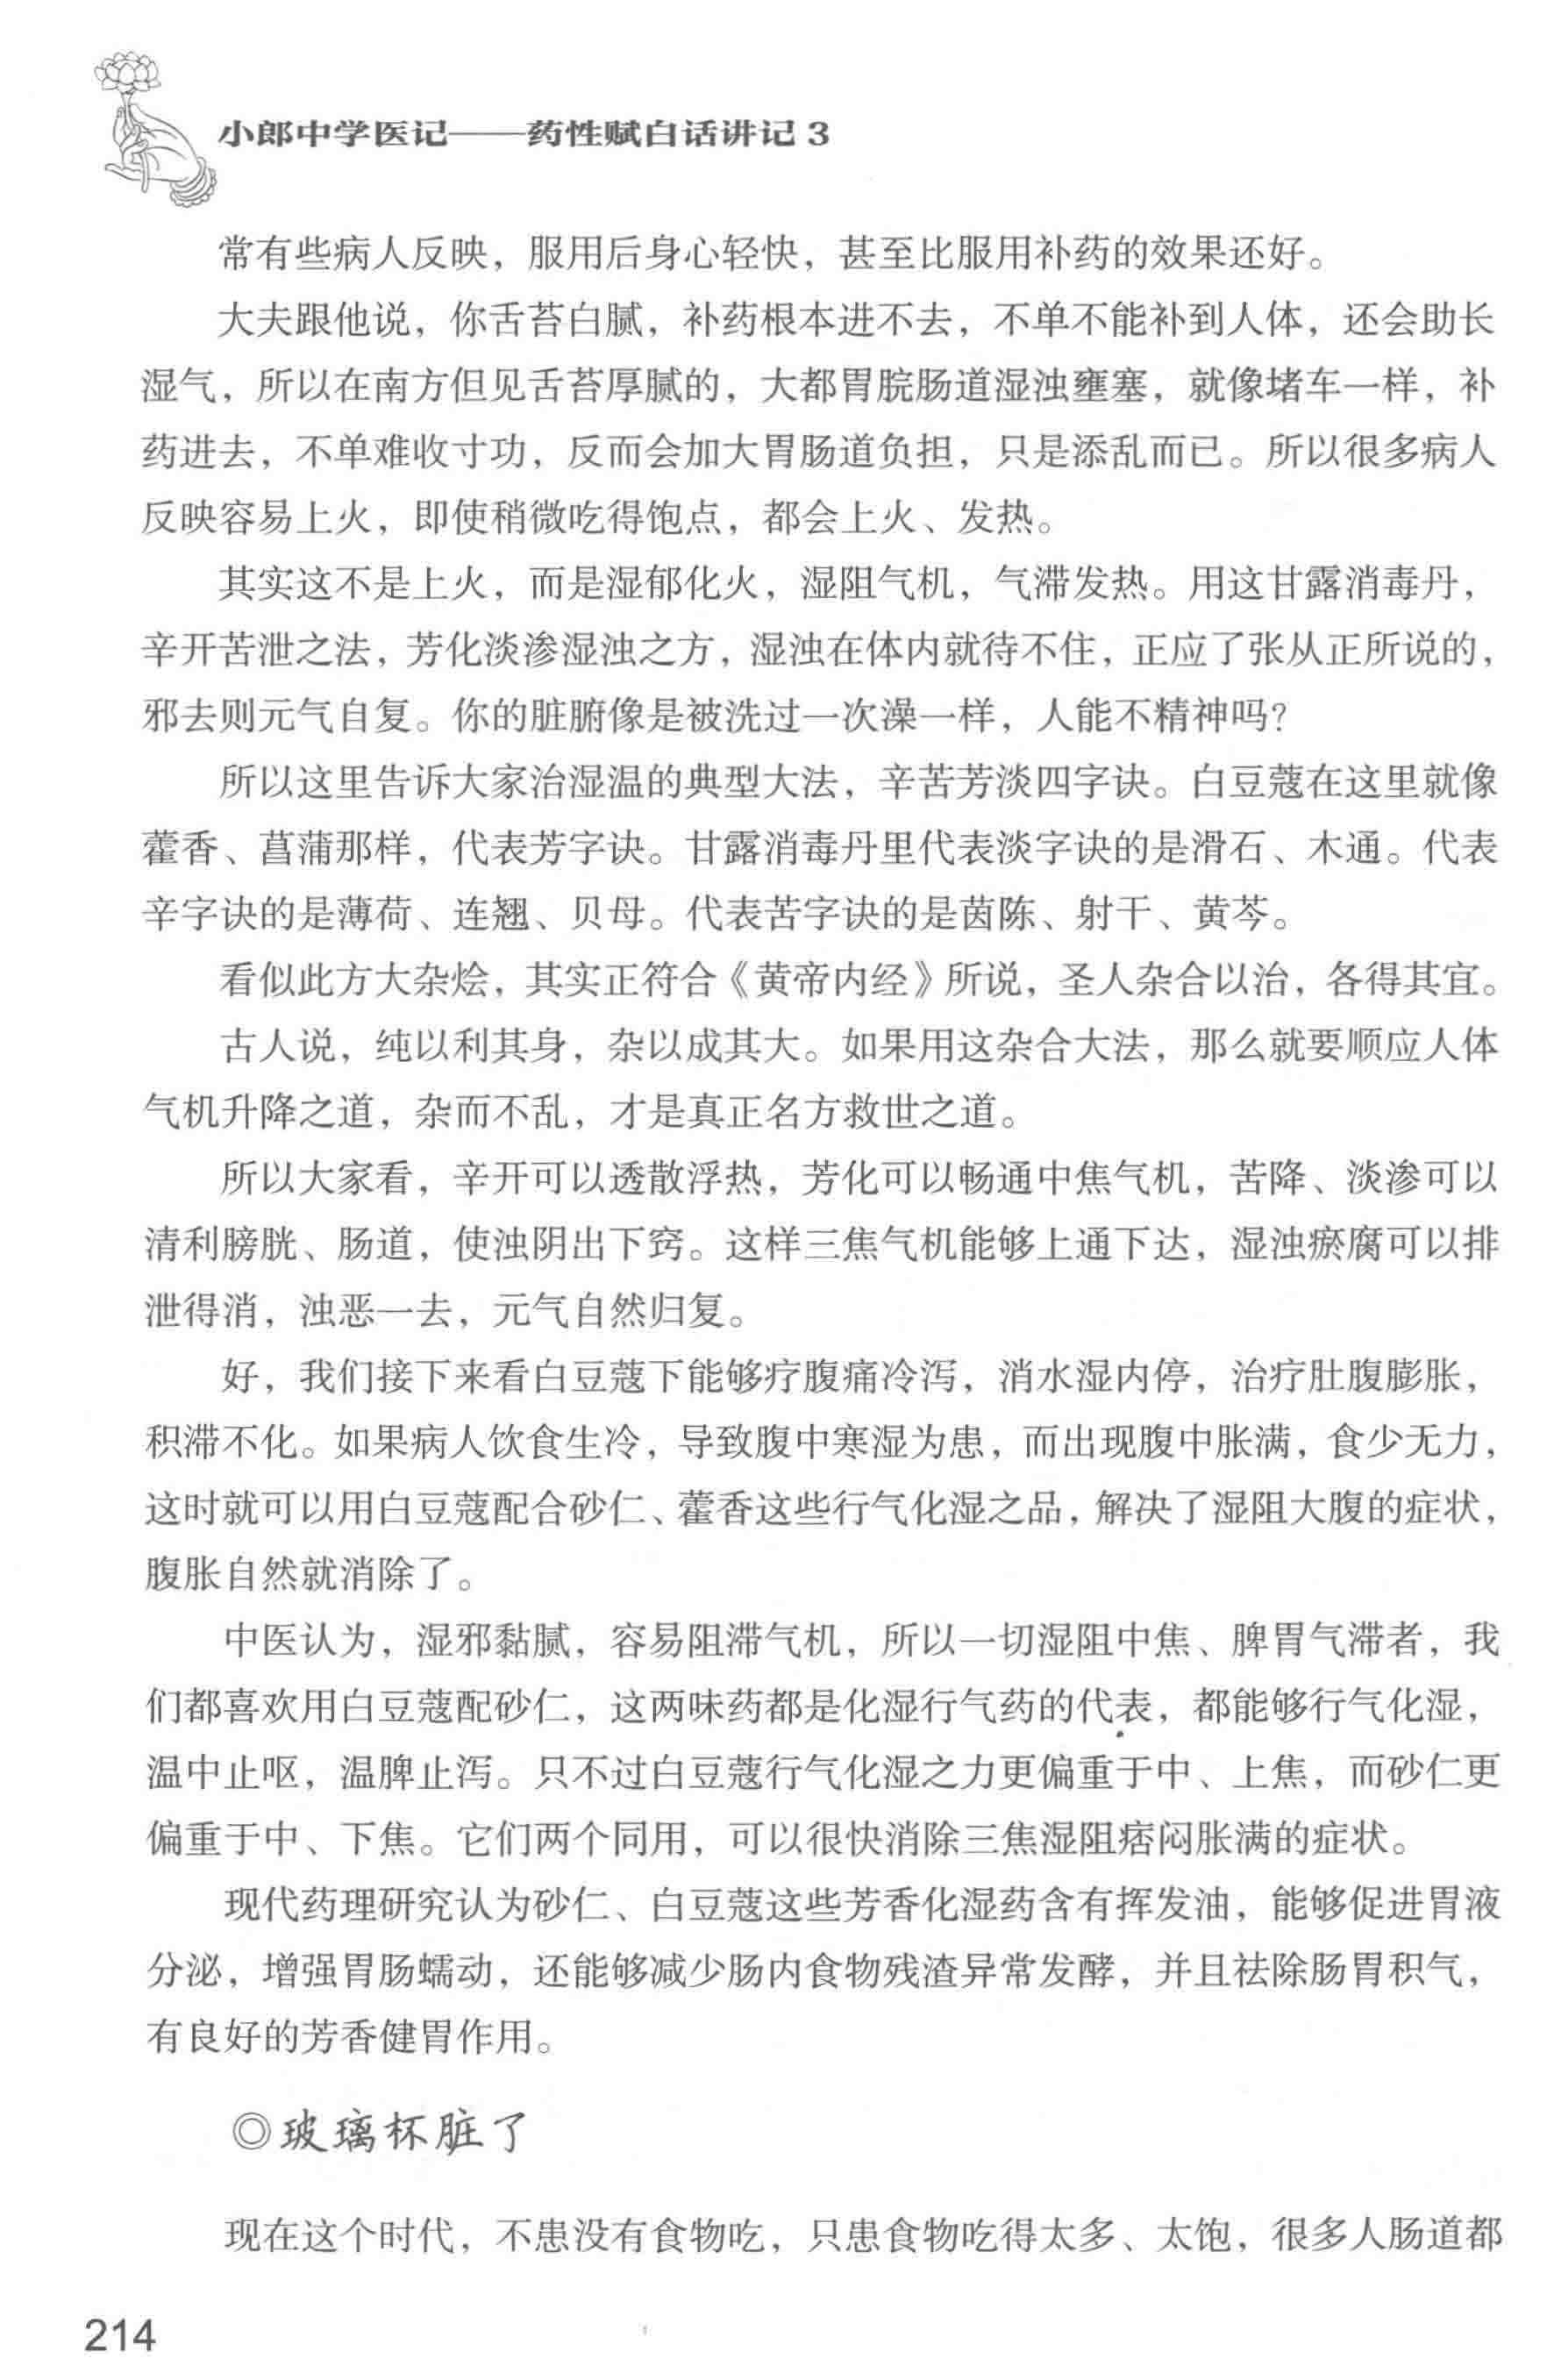 小郎中学医记——药性赋白话讲记 3
常有些病人反映，服用后身心轻快，甚至比服用补药的效果还好。
大夫跟他说，你舌苔白腻，补药根本进不去，不单不能补到人体，还会助长
湿气，所以在南方但见舌苔厚腻的，大都胃脘肠道湿浊壅塞，就像堵车一样，补
药进去，不单难收寸功，反而会加大胃肠道负担，只是添乱而已。所以很多病人
反映容易上火，即使稍微吃得饱点，都会上火、发热。
其实这不是上火，而是湿郁化火，湿阻气机，气滞发热。用这甘露消毒丹，
辛开苦泄之法，芳化淡渗湿浊之方，湿浊在体内就待不住，正应了张从正所说的，
邪去则元气自复。你的脏腑像是被洗过一次澡一样，人能不精神吗？
所以这里告诉大家治湿温的典型大法，辛苦芳淡四字诀。白豆蔻在这里就像
藿香、菖蒲那样，代表芳字诀。甘露消毒丹里代表淡字诀的是滑石、木通。代表
辛字诀的是薄荷、连翘、贝母。代表苦字诀的是茵陈、射干、黄芩。
看似此方大杂烩，其实正符合《黄帝内经》所说，圣人杂合以治，各得其宜。
古人说，纯以利其身，杂以成其大。如果用这杂合大法，那么就要顺应人体
气机升降之道，杂而不乱，才是真正名方救世之道。
所以大家看，辛开可以透散浮热，芳化可以畅通中焦气机，苦降、淡渗可以
清利膀胱、肠道，使浊阴出下窍。这样三焦气机能够上通下达，湿浊瘀腐可以排
泄得消，浊恶一去，元气自然归复。
好，我们接下来看白豆蔻下能够疗腹痛冷泻，消水湿内停，治疗肚腹膨胀，
积滞不化。如果病人饮食生冷，导致腹中寒湿为患，而出现腹中胀满，食少无力，
这时就可以用白豆蔻配合砂仁、藿香这些行气化湿之品，解决了湿阻大腹的症状，
腹胀自然就消除了。
中医认为，湿邪黏腻，容易阻滞气机，所以一切湿阻中焦、脾胃气滞者，我
们都喜欢用白豆蔻配砂仁，这两味药都是化湿行气药的代表，都能够行气化湿，
温中止呕，温脾止泻。只不过白豆蔻行气化湿之力更偏重于中、上焦，而砂仁更
偏重于中、下焦。它们两个同用，可以很快消除三焦湿阻痞闷胀满的症状。
现代药理研究认为砂仁、白豆蔻这些芳香化湿药含有挥发油，能够促进胃液
分泌，增强胃肠蠕动，还能够减少肠内食物残渣异常发酵，并且祛除肠胃积气，
有良好的芳香健胃作用。
◎玻璃杯脏了
现在这个时代，不患没有食物吃，只患食物吃得太多、太饱，很多人肠道都
214